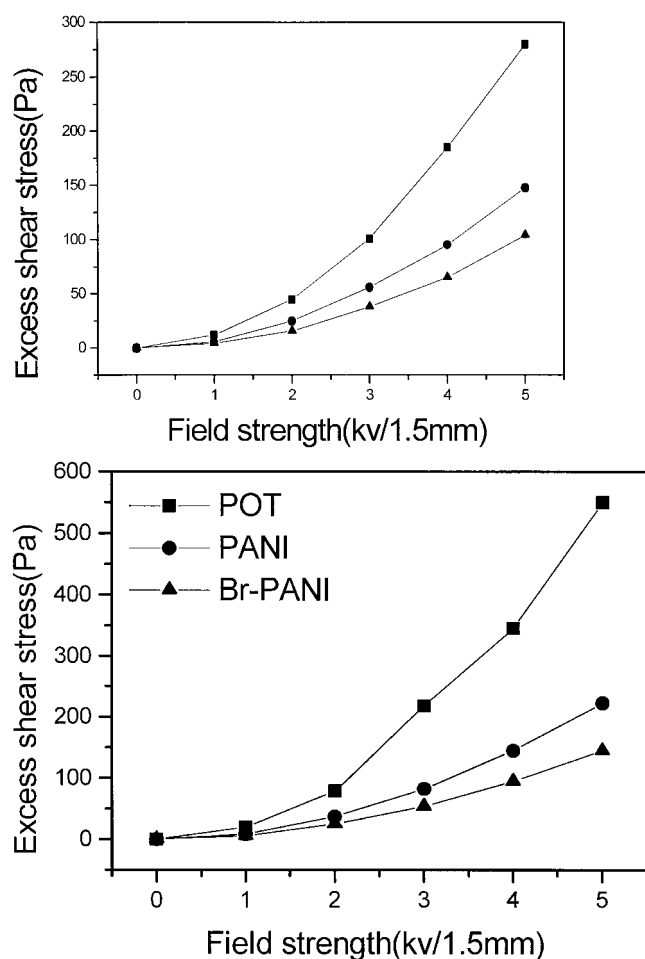 300
250
200
150
100
50
0
Excess shear stress(Pa)
0 1 2 3 4 5
Field strength(kv/1.5mm)
600
500
400
300
200
100
0
Excess shear stress(Pa)
POT
PANI
Br-PANI
0 1 2 3 4 5
Field strength(kv/1.5mm)